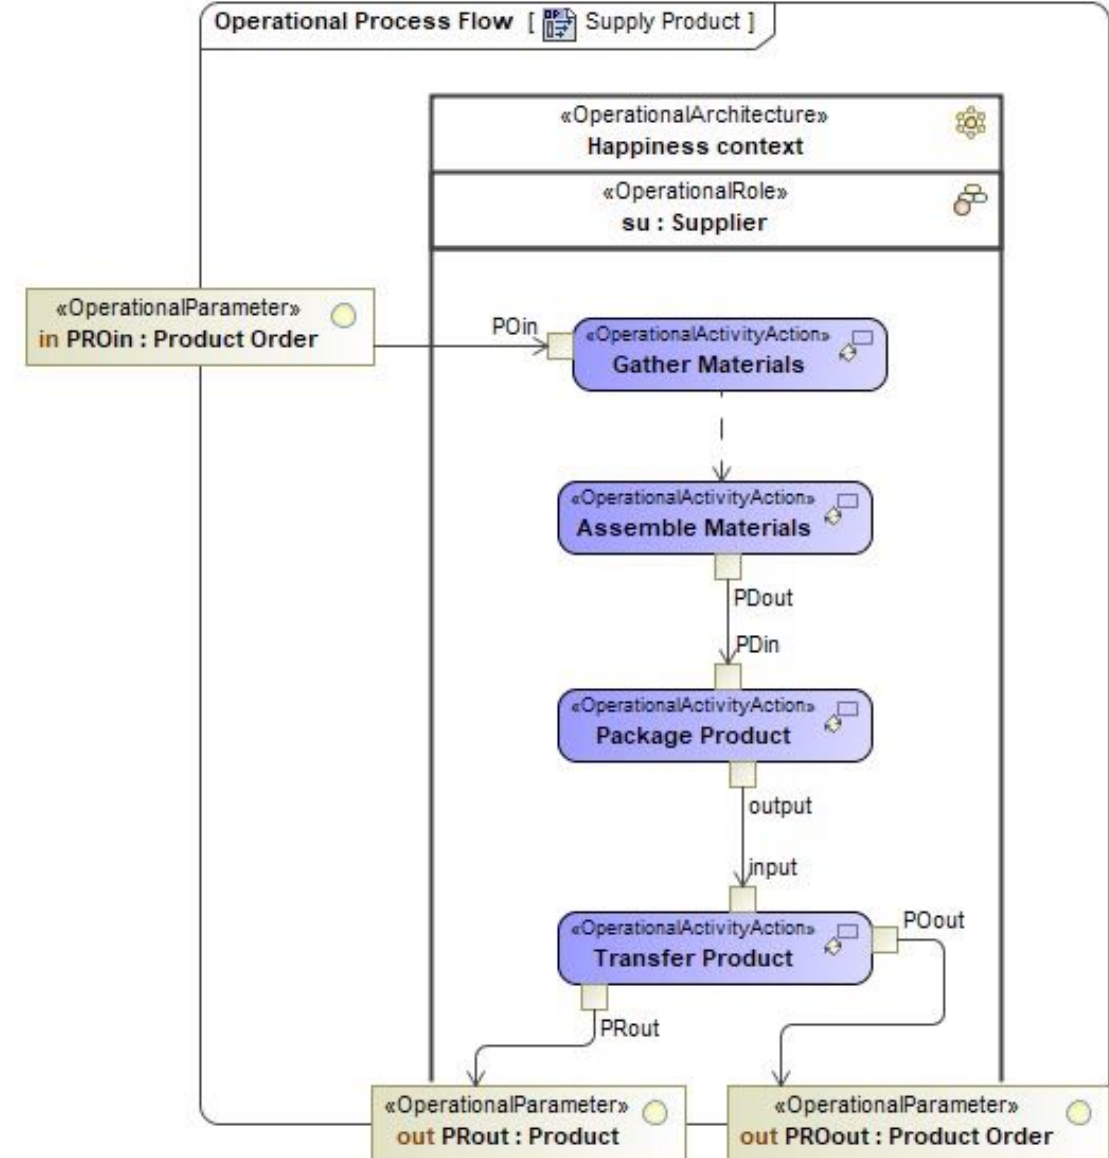 Operational Process Flow [ OP Supply Product ]
«OperationalArchitecture»
Happiness context
«OperationalRole»
su : Supplier
«OperationalParameter»
in PROin : Product Order
POin
«OperationalActivityAction»
Gather Materials
«OperationalActivityAction»
Assemble Materials
PDout
PDin
«OperationalActivityAction»
Package Product
output
input
«OperationalActivityAction»
Transfer Product
POout
PRout
«OperationalParameter»
out PRout : Product
«OperationalParameter»
out PROout : Product Order